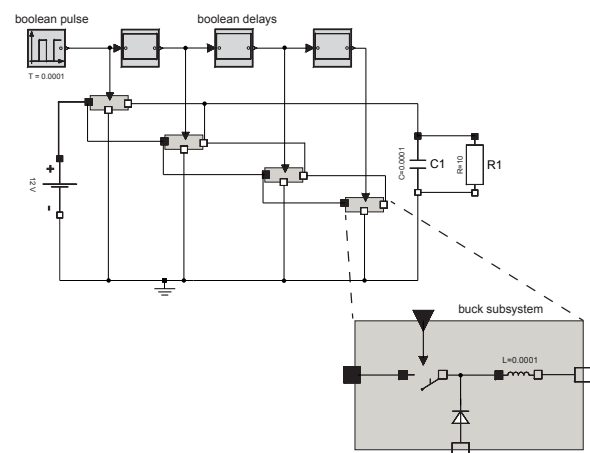 boolean pulse
boolean delays
T = 0.0001
+
12 V
-
C=0.0001
C1
R=10
R1
buck subsystem
L=0.0001